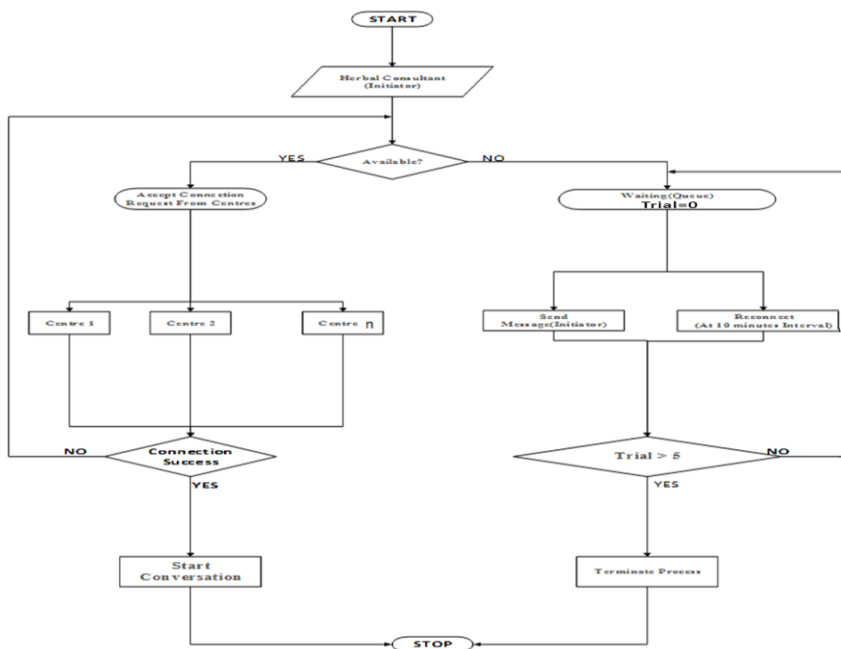 START
Herbal Consultant
(Initiator)
YES
Available?
NO
Accept Connection
Request From Centres
Waiting(Queue)
Trial=0
Centre 1
Centre 2
Centre n
Send
Message(Initiator)
Reconnect
(At 10 minutes Interval)
NO
Connection
Success
YES
Trial > 5
NO
YES
Start
Conversation
Terminate Process
STOP